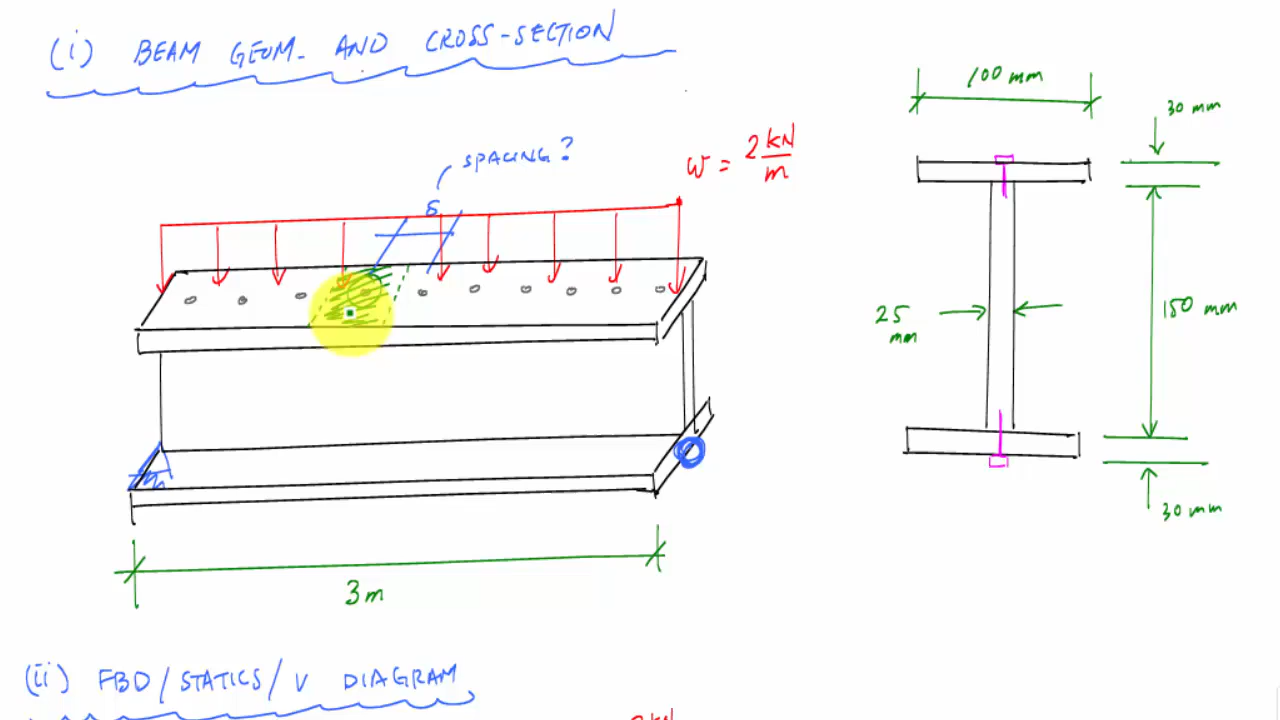 (i) BEAM GEOM. AND CROSS-SECTION
100 mm
30 mm
SPACING?
w = 2 kN/m
s
25 mm
150 mm
30 mm
3 m
(ii) FBD/STATICS/V DIAGRAM